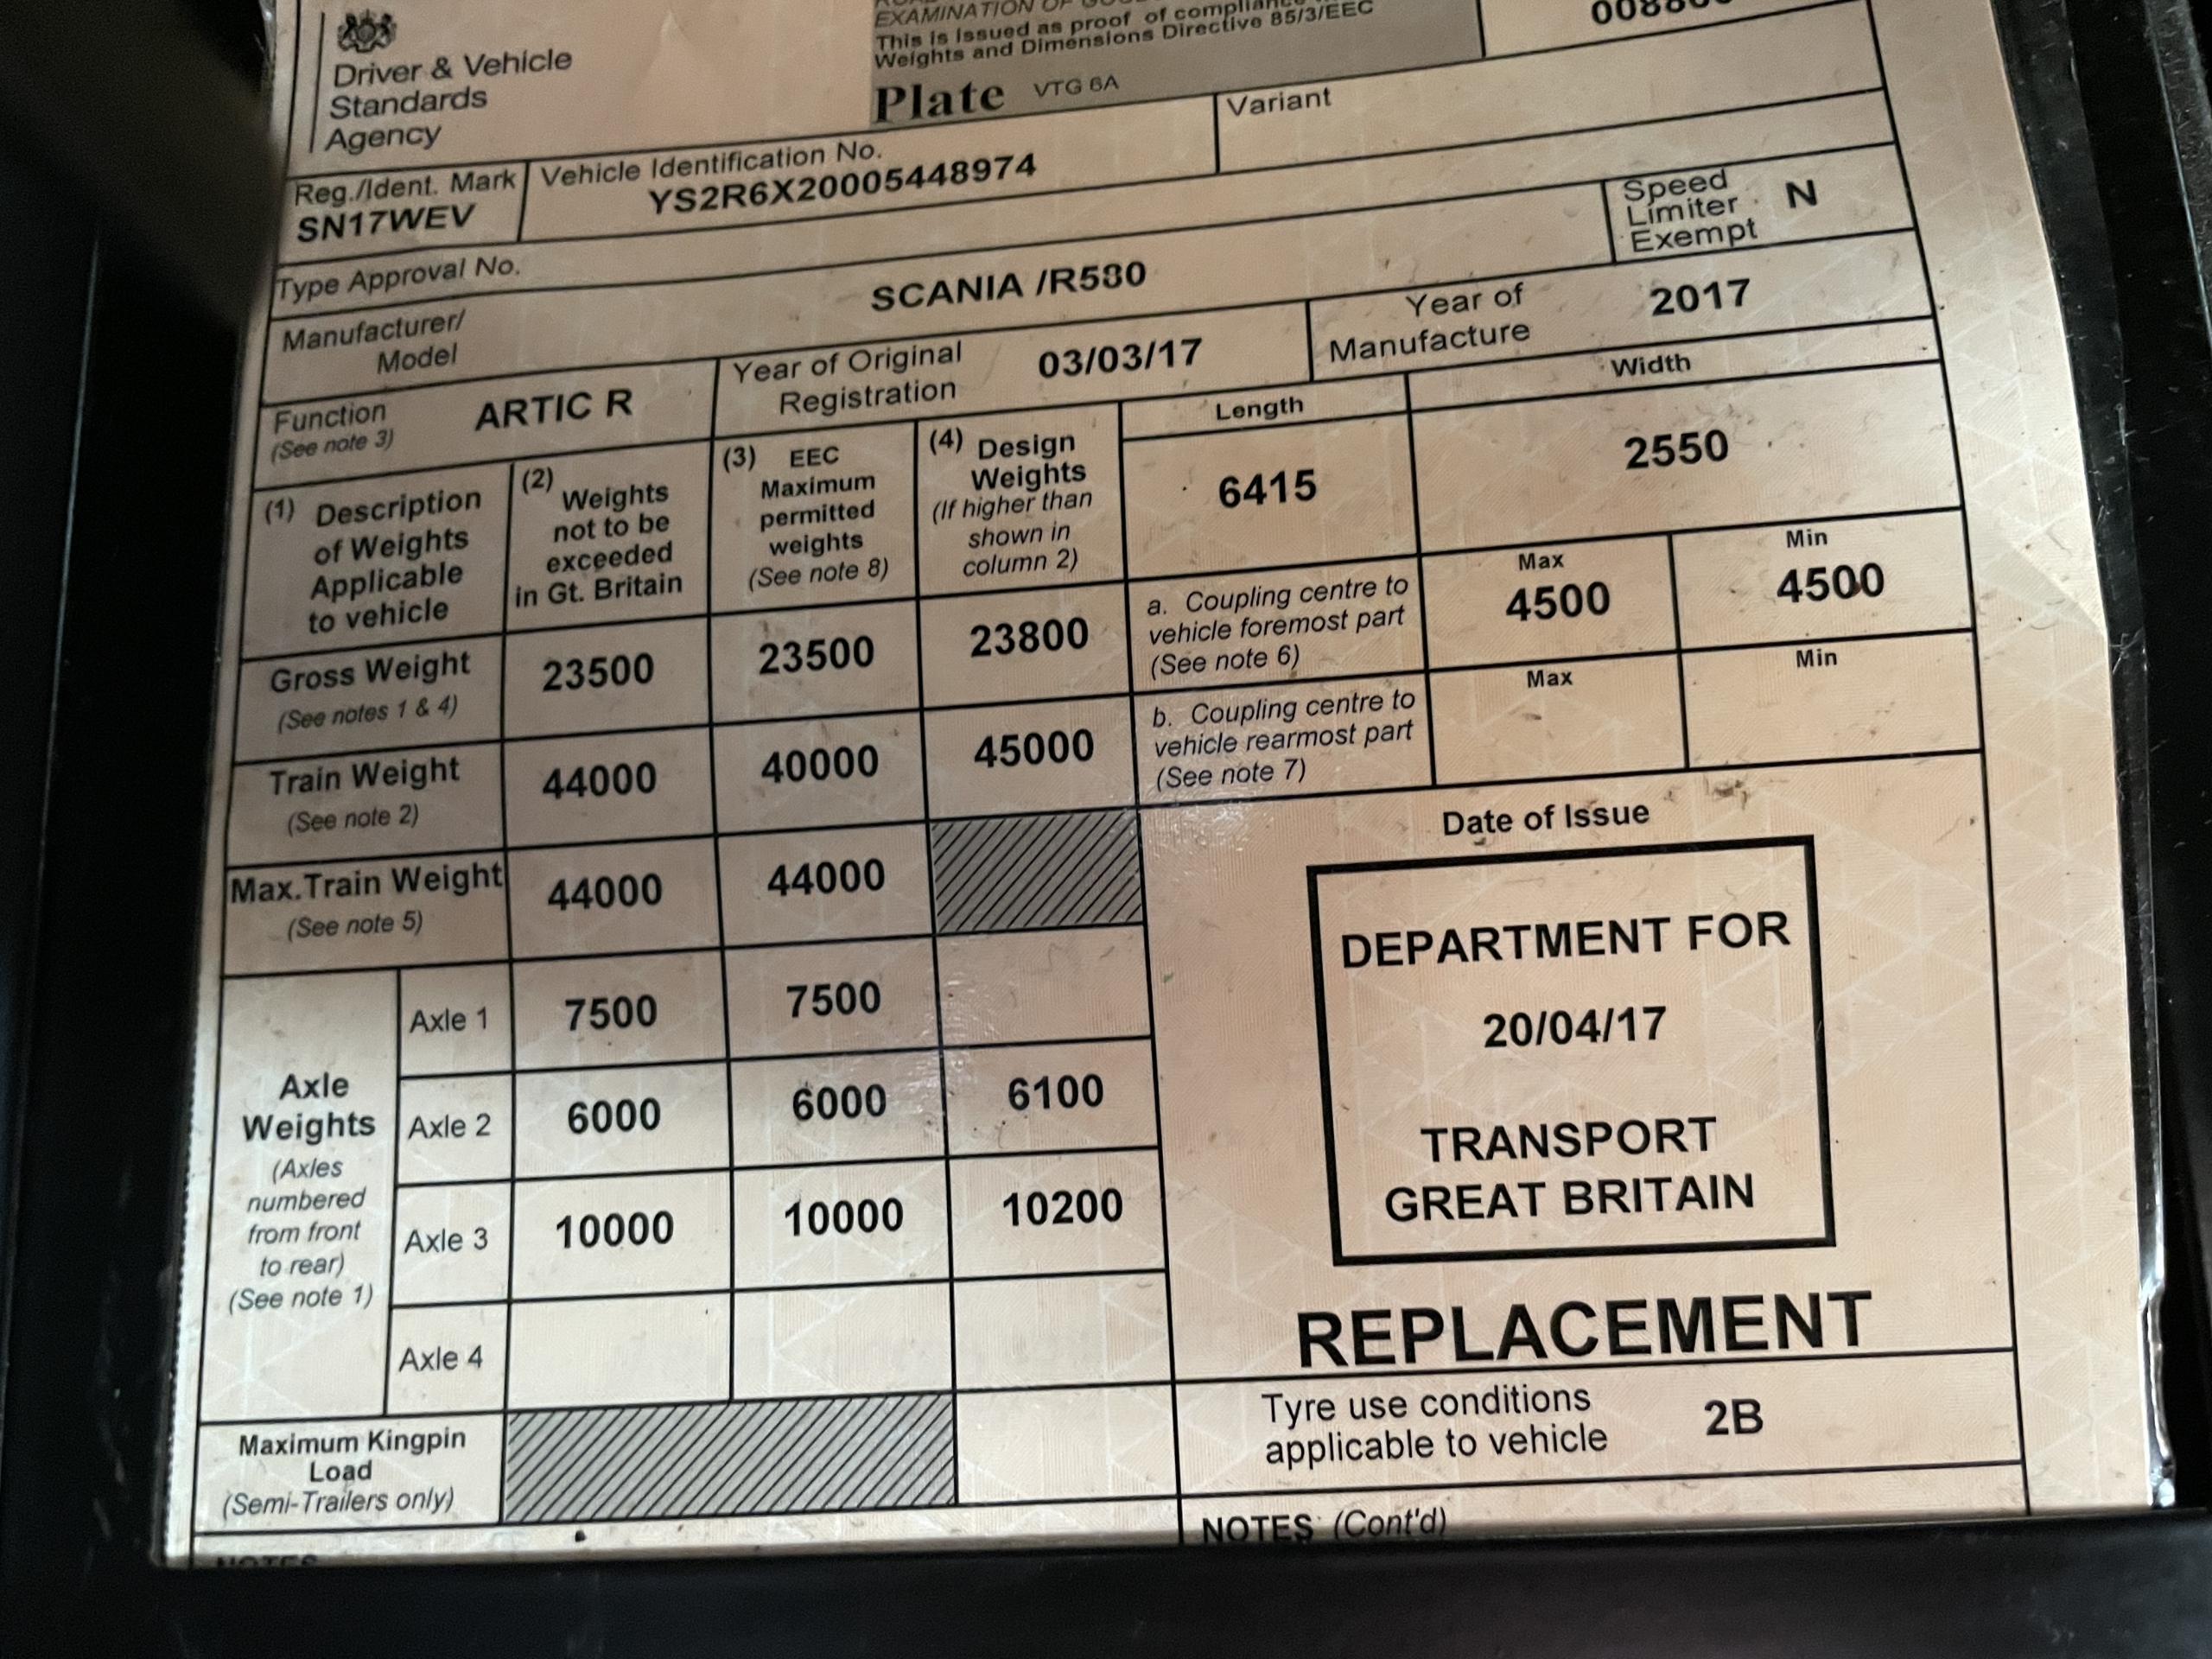 Driver & Vehicle
Standards
Agency
EXAMINATION OF
This is issued as proof of compliance
Weights and Dimensions Directive 85/3/EEC
Plate VTG 6A
Variant
Reg./Ident. Mark
SN17WEV
Vehicle Identification No.
YS2R6X20005448974
Type Approval No.
Speed
Limiter
Exempt
N
Manufacturer/
Model
SCANIA /R580
Function
(See note 3)
ARTIC R
Year of Original
Registration
03/03/17
Year of
Manufacture
2017
(1) Description
of Weights
Applicable
to vehicle
(2) Weights
not to be
exceeded
in Gt. Britain
(3) EEC
Maximum
permitted
weights
(See note 8)
(4) Design
Weights
(If higher than
shown in
column 2)
Length
6415
Width
2550
Gross Weight
(See notes 1 & 4)
23500
23500
23800
a. Coupling centre to
vehicle foremost part
(See note 6)
Max
4500
Min
4500
Train Weight
(See note 2)
44000
40000
45000
b. Coupling centre to
vehicle rearmost part
(See note 7)
Max
Min
Max.Train Weight
(See note 5)
44000
44000
Axle
Weights
(Axles
numbered
from front
to rear)
(See note 1)
Axle 1
7500
7500
Axle 2
6000
6000
6100
Axle 3
10000
10000
10200
Axle 4
Maximum Kingpin
Load
(Semi-Trailers only)
Date of Issue
DEPARTMENT FOR
20/04/17
TRANSPORT
GREAT BRITAIN
REPLACEMENT
Tyre use conditions
applicable to vehicle
2B
NOTES
NOTES (Cont'd)